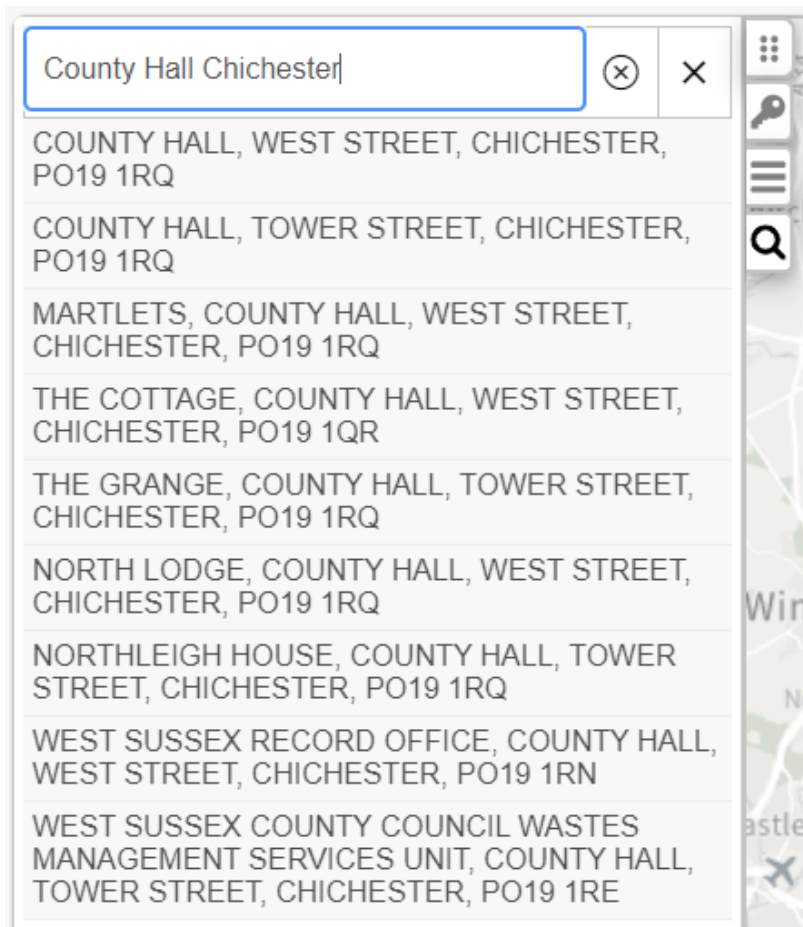 County Hall Chichester
COUNTY HALL, WEST STREET, CHICHESTER,
PO19 1RQ
COUNTY HALL, TOWER STREET, CHICHESTER,
PO19 1RQ
MARTLETS, COUNTY HALL, WEST STREET,
CHICHESTER, PO19 1RQ
THE COTTAGE, COUNTY HALL, WEST STREET,
CHICHESTER, PO19 1QR
THE GRANGE, COUNTY HALL, TOWER STREET,
CHICHESTER, PO19 1RQ
NORTH LODGE, COUNTY HALL, WEST STREET,
CHICHESTER, PO19 1RQ
NORTHLEIGH HOUSE, COUNTY HALL, TOWER
STREET, CHICHESTER, PO19 1RQ
WEST SUSSEX RECORD OFFICE, COUNTY HALL,
WEST STREET, CHICHESTER, PO19 1RN
WEST SUSSEX COUNTY COUNCIL WASTES
MANAGEMENT SERVICES UNIT, COUNTY HALL,
TOWER STREET, CHICHESTER, PO19 1RE
Win
astle